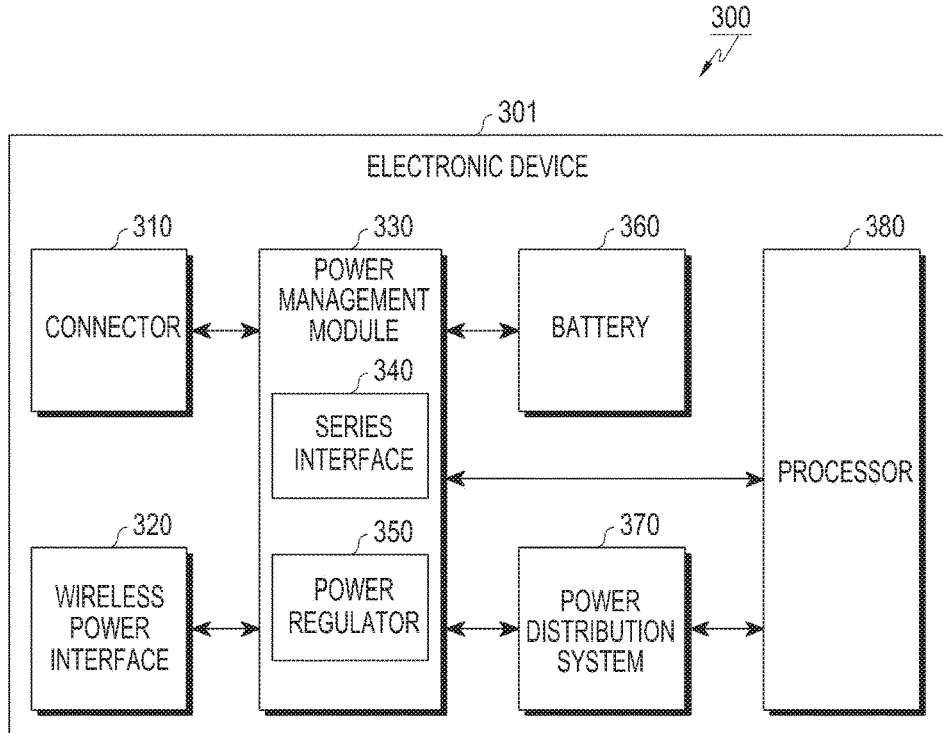 300
301
ELECTRONIC DEVICE
310
CONNECTOR
330
POWER
MANAGEMENT
MODULE
340
SERIES
INTERFACE
350
POWER
REGULATOR
360
BATTERY
380
PROCESSOR
320
WIRELESS
POWER
INTERFACE
370
POWER
DISTRIBUTION
SYSTEM